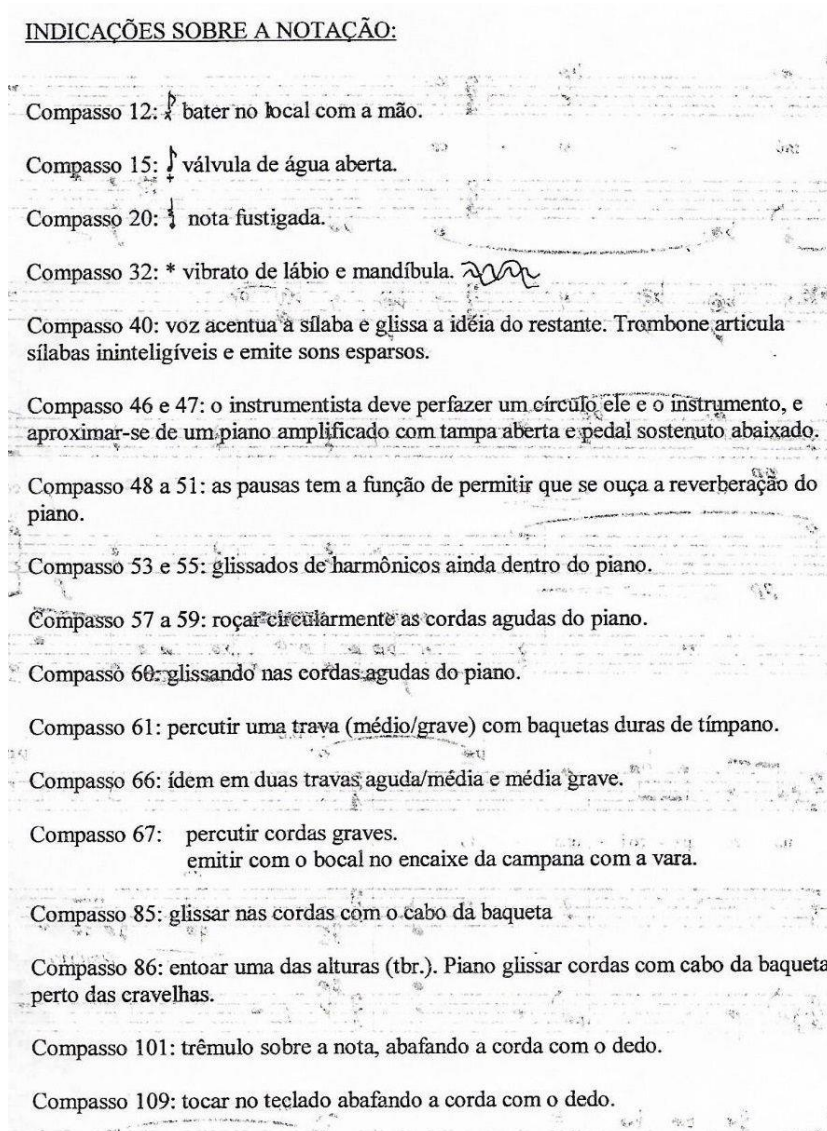 INDICAÇÕES SOBRE A NOTAÇÃO:
Compasso 12: bater no bocal com a mão.
Compasso 15: válvula de água aberta.
Compasso 20: nota fustigada.
Compasso 32: * vibrato de lábio e mandíbula.
Compasso 40: voz acentua a sílaba e glissa a idéia do restante. Trombone articula
sílabas ininteligíveis e emite sons esparsos.
Compasso 46 e 47: o instrumentista deve perfazer um círculo ele e o instrumento, e
aproximar-se de um piano amplificado com tampa aberta e pedal sostenuto abaixado.
Compasso 48 a 51: as pausas tem a função de permitir que se ouça a reverberação do
piano.
Compasso 53 e 55: glissados de harmônicos ainda dentro do piano.
Compasso 57 a 59: roçar circularmente as cordas agudas do piano.
Compasso 60: glissando nas cordas agudas do piano.
Compasso 61: percutir uma trava (médio/grave) com baquetas duras de tímpano.
Compasso 66: ídem em duas travas aguda/média e média grave.
Compasso 67: percutir cordas graves.
emitir com o bocal no encaixe da campana com a vara.
Compasso 85: glissar nas cordas com o cabo da baqueta
Compasso 86: entoar uma das alturas (tbr.). Piano glissar cordas com cabo da baqueta
perto das cravelhas.
Compasso 101: trêmulo sobre a nota, abafando a corda com o dedo.
Compasso 109: tocar no teclado abafando a corda com o dedo.